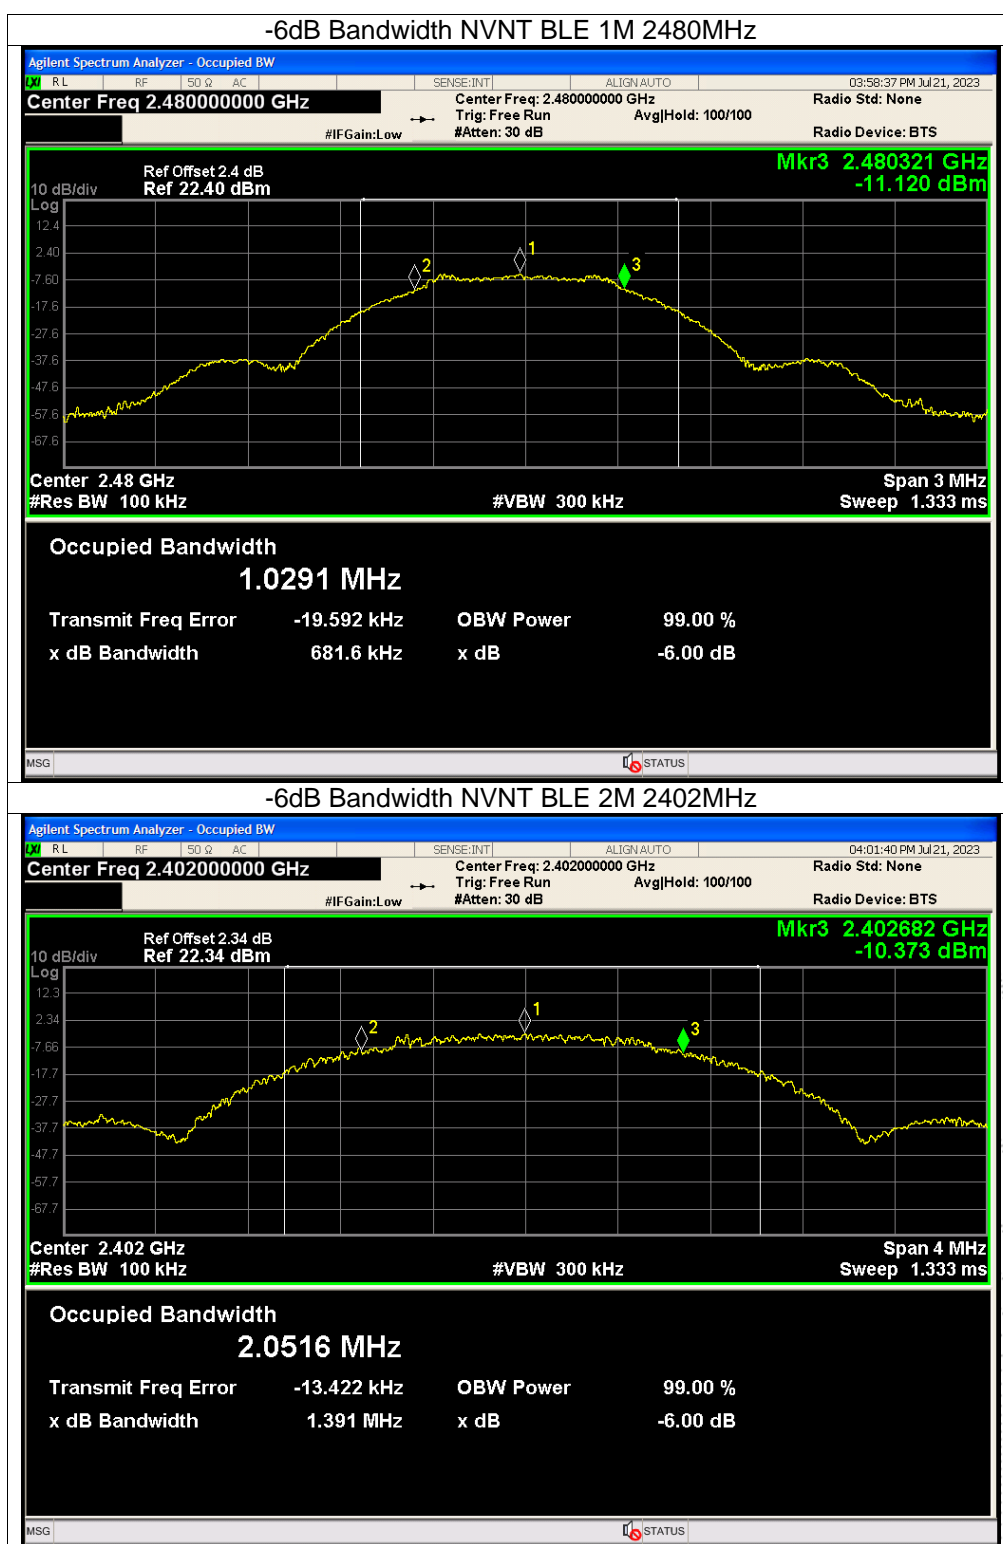 -6dB Bandwidth NVNT BLE 1M 2480MHz
Agilent Spectrum Analyzer - Occupied BW
LXI RL RF 50 Ω AC SENSE:INT ALIGN AUTO 03:58:37 PM Jul 21, 2023
Center Freq 2.480000000 GHz Center Freq: 2.480000000 GHz Radio Std: None
Trig: Free Run Avg|Hold: 100/100
#IFGain:Low #Atten: 30 dB Radio Device: BTS
Mkr3 2.480321 GHz
-11.120 dBm
Ref Offset 2.4 dB
10 dB/div Ref 22.40 dBm
Log
12.4
2.40
-7.60
-17.6
-27.6
-37.6
-47.6
-57.6
-67.6
1
2
3
Center 2.48 GHz Span 3 MHz
#Res BW 100 kHz #VBW 300 kHz Sweep 1.333 ms
Occupied Bandwidth
1.0291 MHz
Transmit Freq Error -19.592 kHz OBW Power 99.00 %
x dB Bandwidth 681.6 kHz x dB -6.00 dB
MSG STATUS
-6dB Bandwidth NVNT BLE 2M 2402MHz
Agilent Spectrum Analyzer - Occupied BW
LXI RL RF 50 Ω AC SENSE:INT ALIGN AUTO 04:01:40 PM Jul 21, 2023
Center Freq 2.402000000 GHz Center Freq: 2.402000000 GHz Radio Std: None
Trig: Free Run Avg|Hold: 100/100
#IFGain:Low #Atten: 30 dB Radio Device: BTS
Mkr3 2.402682 GHz
-10.373 dBm
Ref Offset 2.34 dB
10 dB/div Ref 22.34 dBm
Log
12.3
2.34
-7.66
-17.7
-27.7
-37.7
-47.7
-57.7
-67.7
1
2
3
Center 2.402 GHz Span 4 MHz
#Res BW 100 kHz #VBW 300 kHz Sweep 1.333 ms
Occupied Bandwidth
2.0516 MHz
Transmit Freq Error -13.422 kHz OBW Power 99.00 %
x dB Bandwidth 1.391 MHz x dB -6.00 dB
MSG STATUS